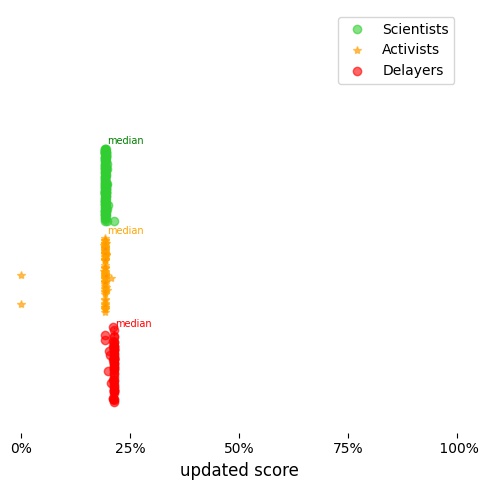 Scientists
Activists
Delayers
median
median
median
0%
25%
50%
75%
100%
updated score